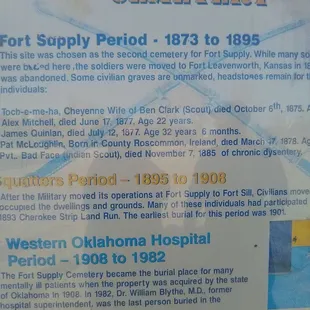 CEMETERY
Fort Supply Period - 1873 to 1895
This site was chosen as the second cemetery for Fort Supply. While many so
were buried here, the soldiers were moved to Fort Leavenworth, Kansas in 18
was abandoned. Some civilian graves are unmarked, headstones remain for t
individuals:
Toch-e-me-ha, Cheyenne Wife of Ben Clark (Scout) died October 6th, 1875. A
Alex Mitchell, died June 17, 1877. Age 22 years.
James Quinlan, died July 12, 1877. Age 32 years 6 months.
Pat McLoughlin, Born in County Roscommon, Ireland, died March 17, 1878. Ag
Pvt. Bad Face (Indian Scout), died November 7, 1885 of chronic dysentery.
Squatters Period – 1895 to 1908
After the Military moved its operations at Fort Supply to Fort Sill, Civilians move
occupied the dwellings and grounds. Many of these individuals had participated
1893 Cherokee Strip Land Run. The earliest burial for this period was 1901.
Western Oklahoma Hospital
Period – 1908 to 1982
The Fort Supply Cemetery became the burial place for many
mentally ill patients when the property was acquired by the state
of Oklahoma in 1908. In 1982, Dr. William Blythe, M.D., former
hospital superintendent, was the last person buried in the